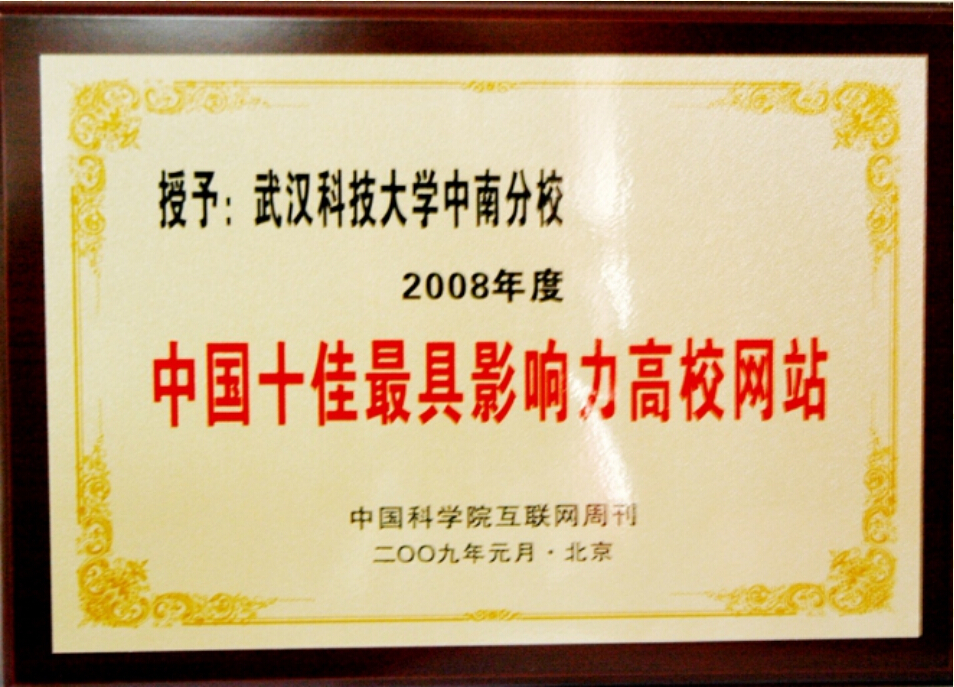 授予：武汉科技大学中南分校
2008年度
中国十佳最具影响力高校网站
中国科学院互联网周刊
二〇〇九年元月·北京